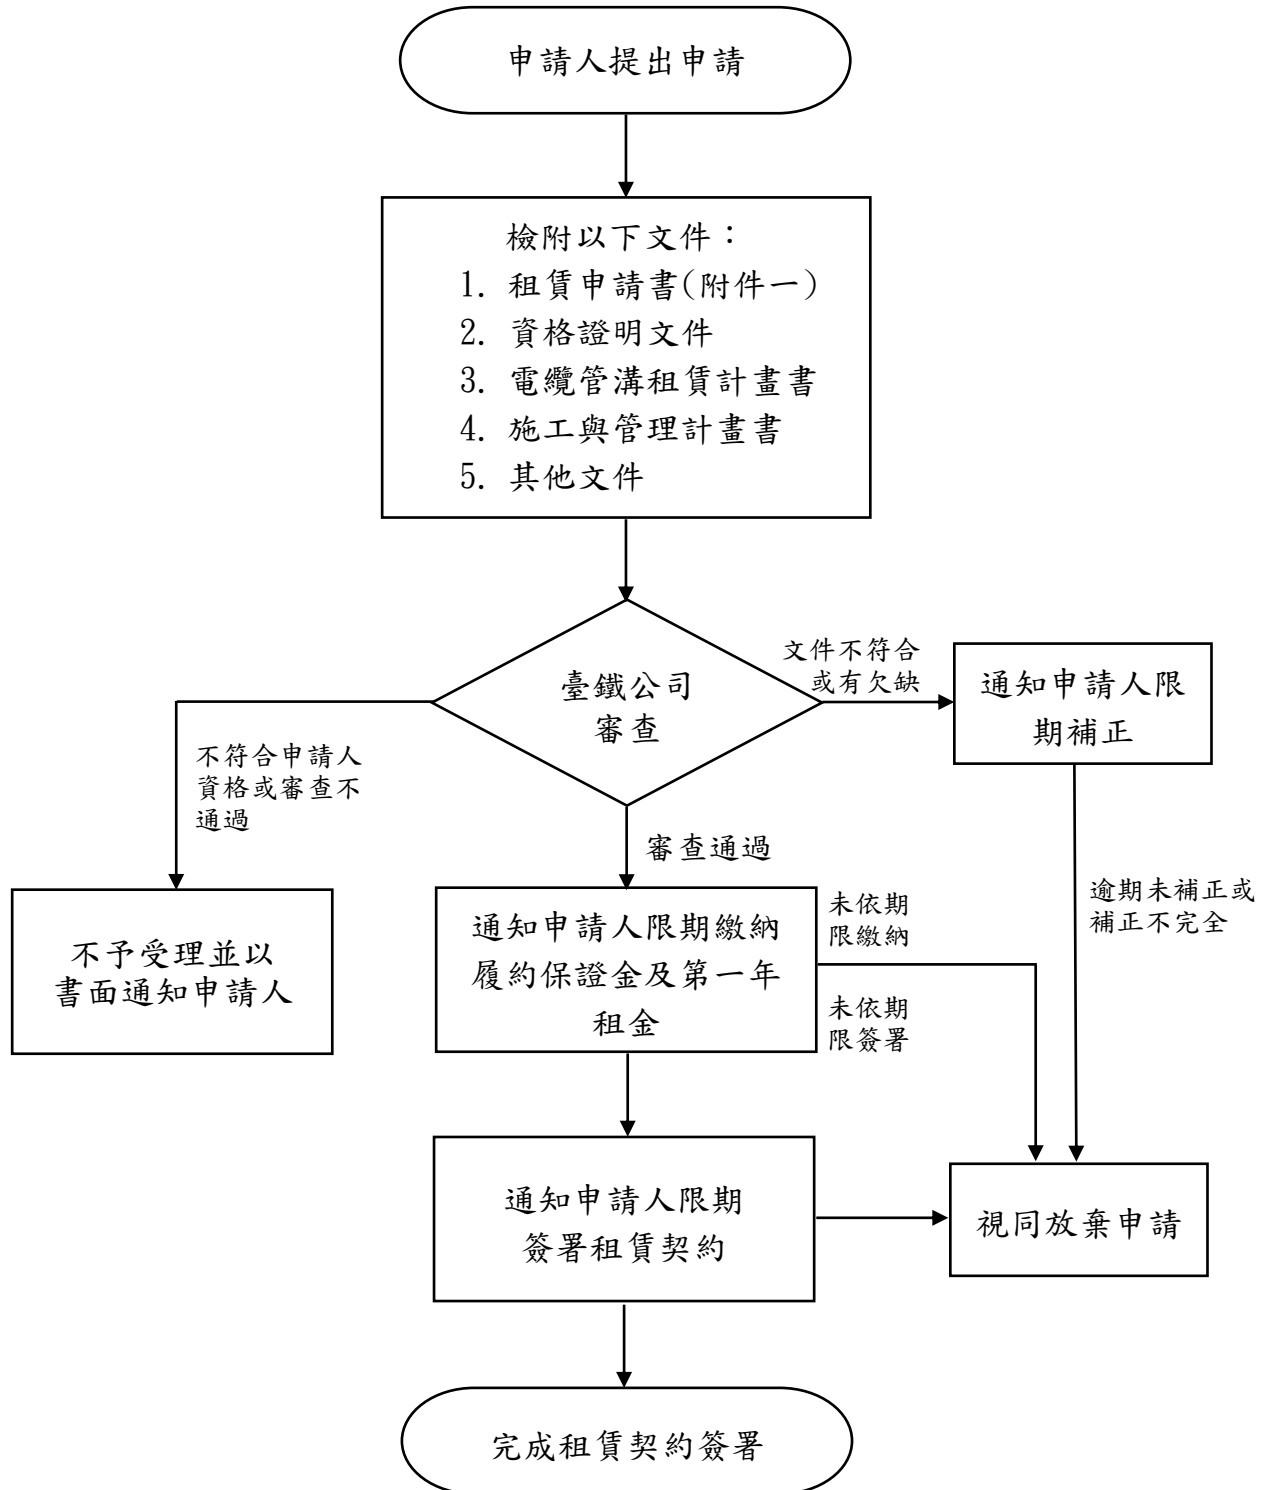 申請人提出申請
檢附以下文件：
1. 租賃申請書(附件一)
2. 資格證明文件
3. 電纜管溝租賃計畫書
4. 施工與管理計畫書
5. 其他文件
臺鐵公司
審查
文件不符合
或有欠缺
通知申請人限
期補正
不符合申請人
資格或審查不
通過
審查通過
逾期未補正或
補正不完全
不予受理並以
書面通知申請人
通知申請人限期繳納
履約保證金及第一年
租金
未依期
限繳納
未依期
限簽署
通知申請人限期
簽署租賃契約
視同放棄申請
完成租賃契約簽署